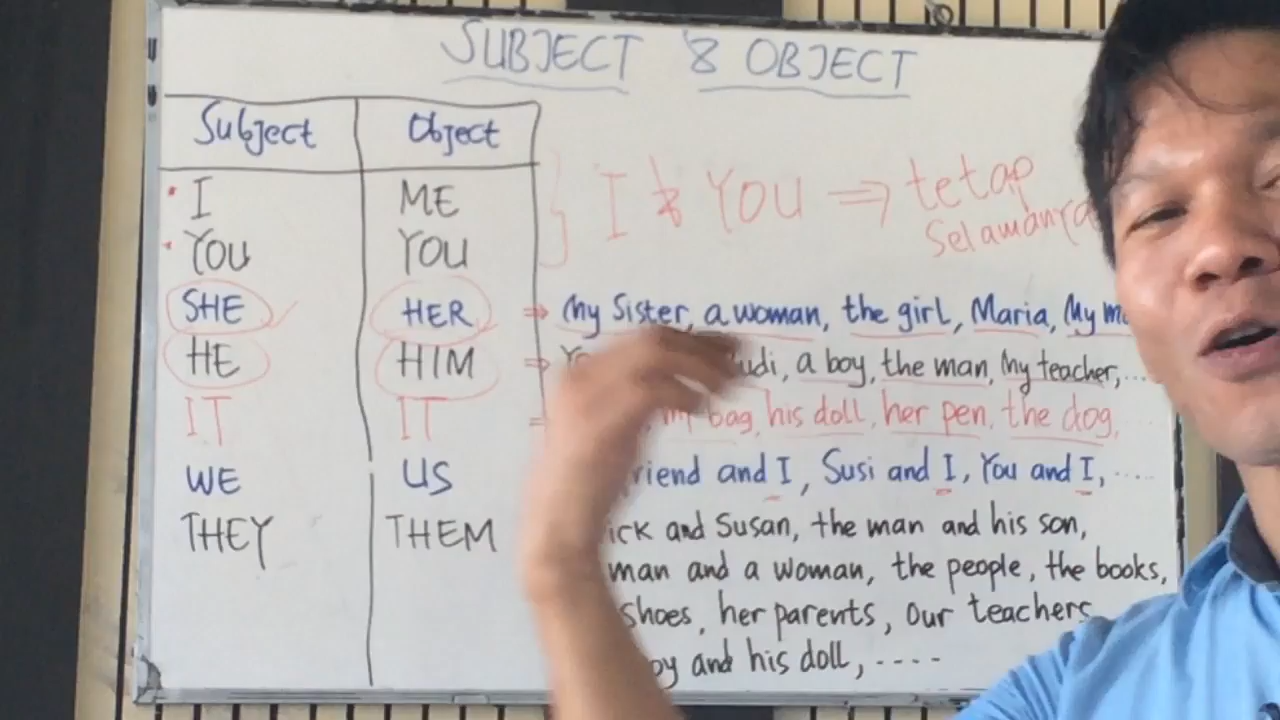 SUBJECT & OBJECT
Subject Object
I ME
YOU YOU
I & YOU ⇒ tetap
Selamanya
SHE HER ⇒ My Sister, a woman, the girl, Maria, My
HE HIM ⇒ a boy, the man, My teacher, ...
IT IT bag, his doll, her pen, the dog,
WE US and I, Susi and I, You and I, .....
THEY THEM and Susan, the man and his son,
man and a woman, the people, the books,
shoes, her parents, our teachers
and his doll, ----